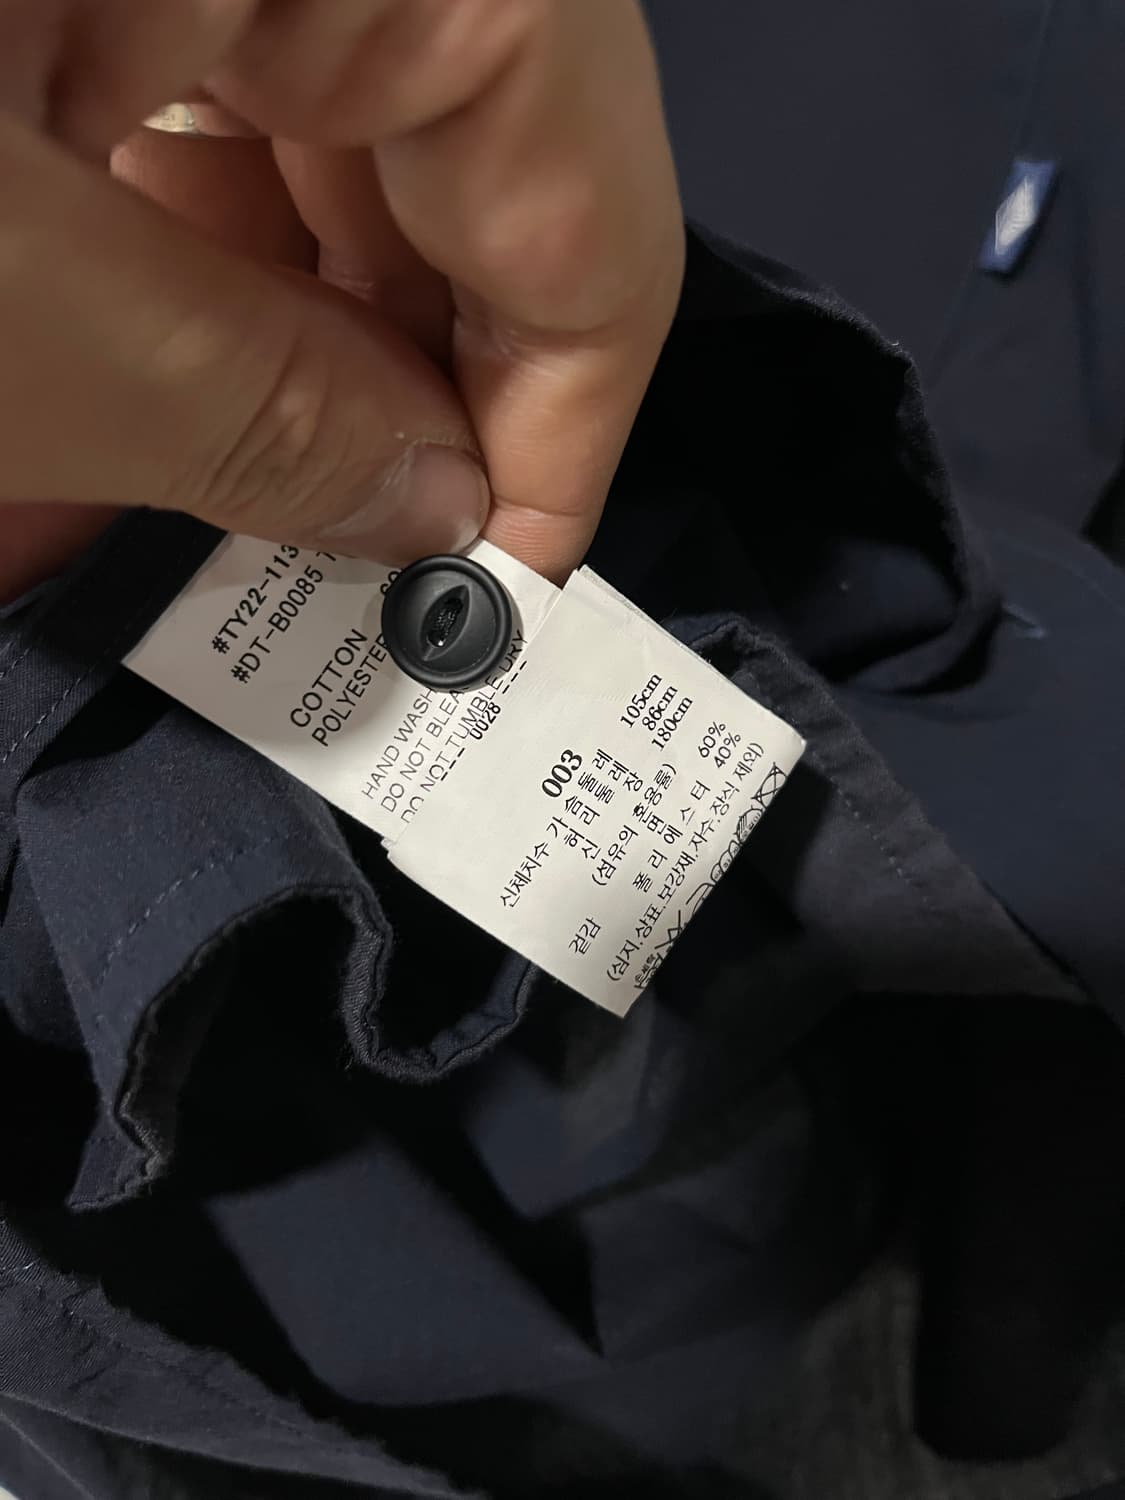 #TY22-113
#DT-B0085
COTTON 60
POLYESTER
HAND WASH
DO NOT BLEA
DO NOT TUMBLE DRY
0028
003
신체치수 가슴둘레 105cm
허리둘레 86cm
신장 180cm
(섬유의 혼용율)
겉감 60%
폴리에스터 40%
(심지.상표.보강재.자수.장식 제외)